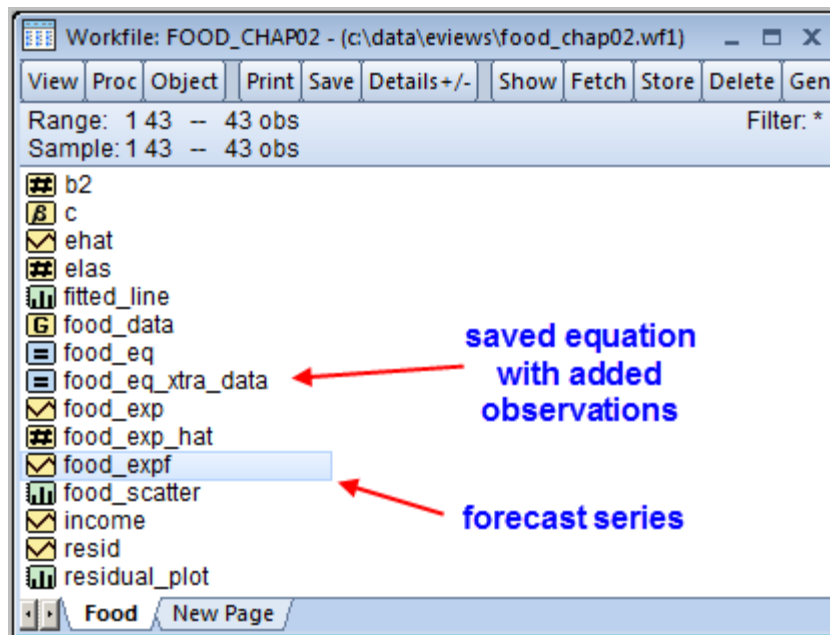 Workfile: FOOD_CHAP02 - (c:\data\eviews\food_chap02.wf1)
View Proc Object Print Save Details+/- Show Fetch Store Delete Gen
Range: 1 43 -- 43 obs Filter: *
Sample: 1 43 -- 43 obs
b2
c
ehat
elas
fitted_line
food_data
food_eq
food_eq_xtra_data
food_exp
food_exp_hat
food_expf
food_scatter
income
resid
residual_plot
saved equation
with added
observations
forecast series
Food New Page